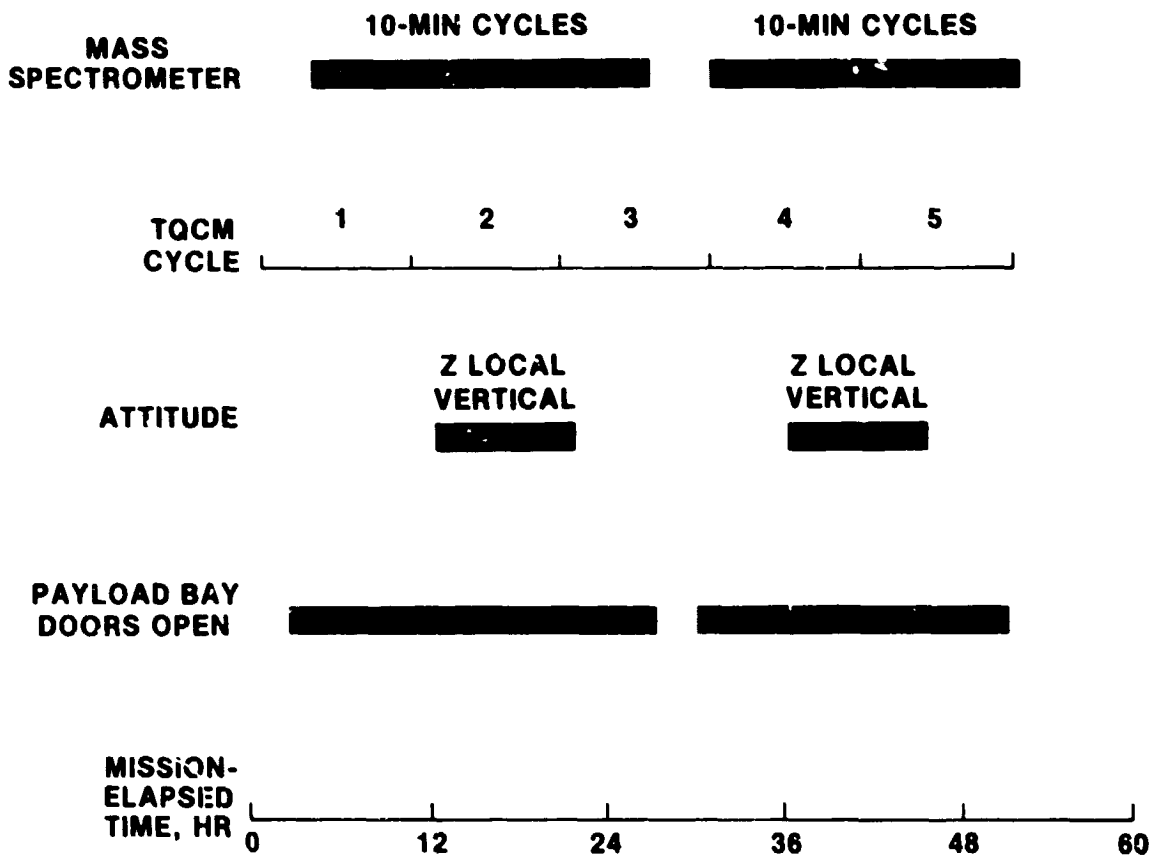 10-MIN CYCLES 10-MIN CYCLES
MASS
SPECTROMETER
1 2 3 4 5
TQCM
CYCLE
Z LOCAL Z LOCAL
VERTICAL VERTICAL
ATTITUDE
PAYLOAD BAY
DOORS OPEN
MISSION-
ELAPSED
TIME, HR
0 12 24 36 48 60